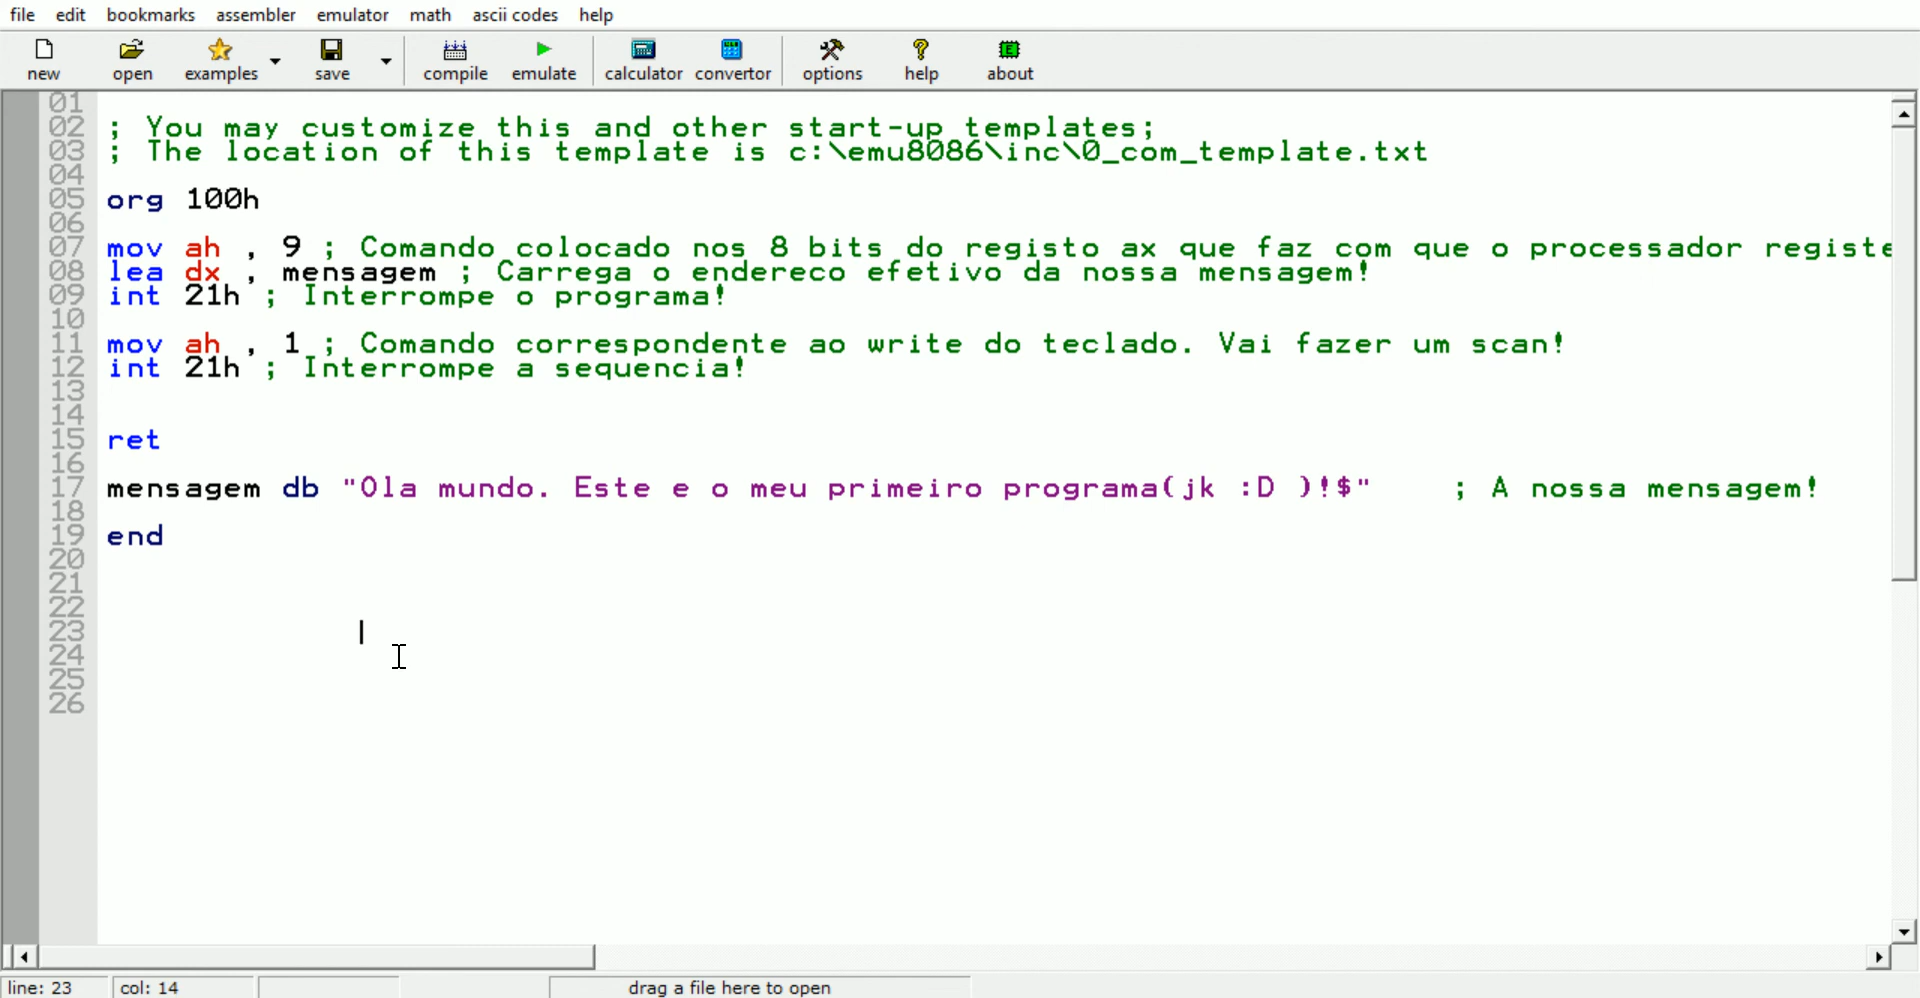 file edit bookmarks assembler emulator math ascii codes help
new open examples save compile emulate calculator convertor options help about
01
02 ; You may customize this and other start-up templates;
03 ; The location of this template is c:\emu8086\inc\0_com_template.txt
04
05 org 100h
06
07 mov ah , 9 ; Comando colocado nos 8 bits do registo ax que faz com que o processador registe
08 lea dx , mensagem ; Carrega o endereco efetivo da nossa mensagem!
09 int 21h ; Interrompe o programa!
10
11 mov ah , 1 ; Comando correspondente ao write do teclado. Vai fazer um scan!
12 int 21h ; Interrompe a sequencia!
13
14
15 ret
16
17 mensagem db "Ola mundo. Este e o meu primeiro programa(jk :D )!$" ; A nossa mensagem!
18
19 end
20
21
22
23
24
25
26
line: 23 col: 14 drag a file here to open